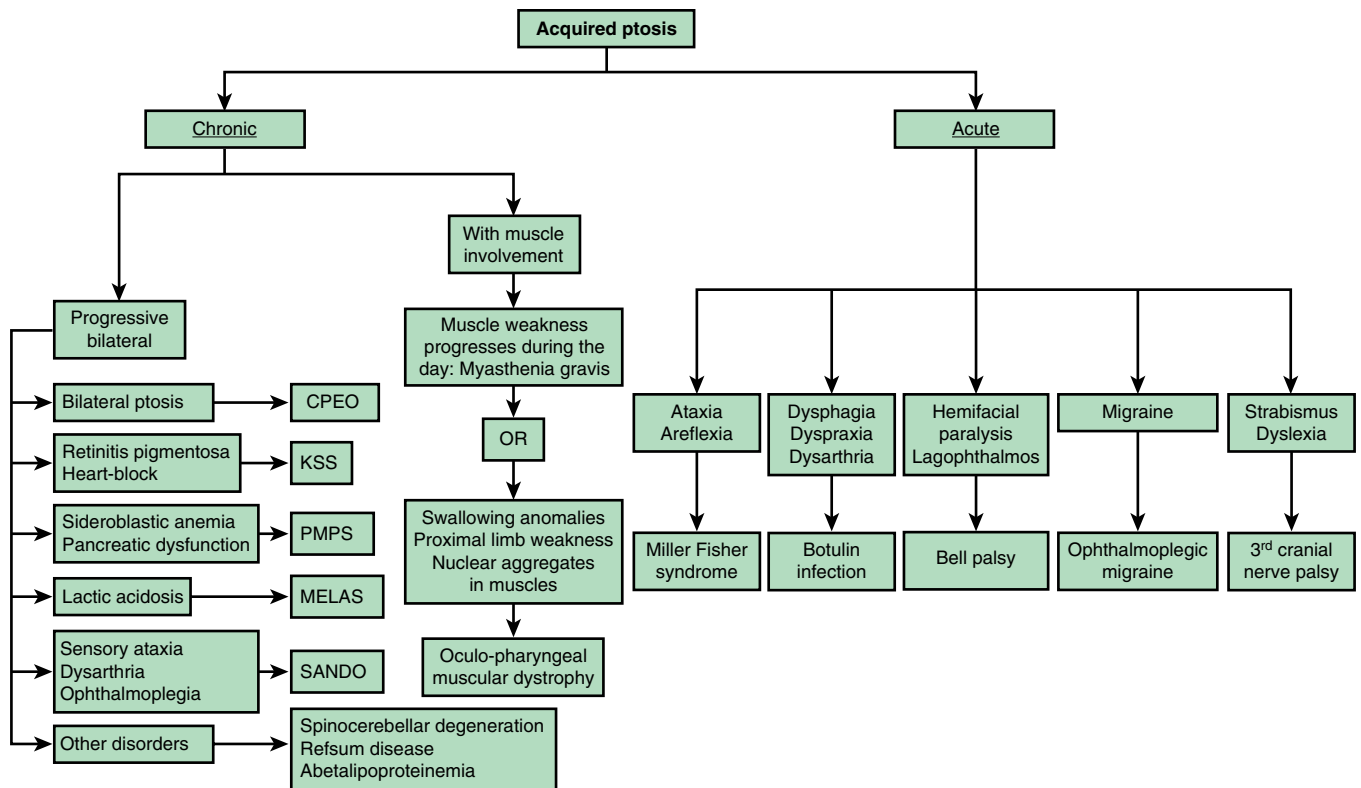 Acquired ptosis
Chronic
Acute
With muscle
involvement
Progressive
bilateral
Muscle weakness
progresses during the
day: Myasthenia gravis
OR
Swallowing anomalies
Proximal limb weakness
Nuclear aggregates
in muscles
Oculo-pharyngeal
muscular dystrophy
Bilateral ptosis
CPEO
Retinitis pigmentosa
Heart-block
KSS
Sideroblastic anemia
Pancreatic dysfunction
PMPS
Lactic acidosis
MELAS
Sensory ataxia
Dysarthria
Ophthalmoplegia
SANDO
Other disorders
Spinocerebellar degeneration
Refsum disease
Abetalipoproteinemia
Ataxia
Areflexia
Miller Fisher
syndrome
Dysphagia
Dyspraxia
Dysarthria
Botulin
infection
Hemifacial
paralysis
Lagophthalmos
Bell palsy
Migraine
Ophthalmoplegic
migraine
Strabismus
Dyslexia
3rd cranial
nerve palsy